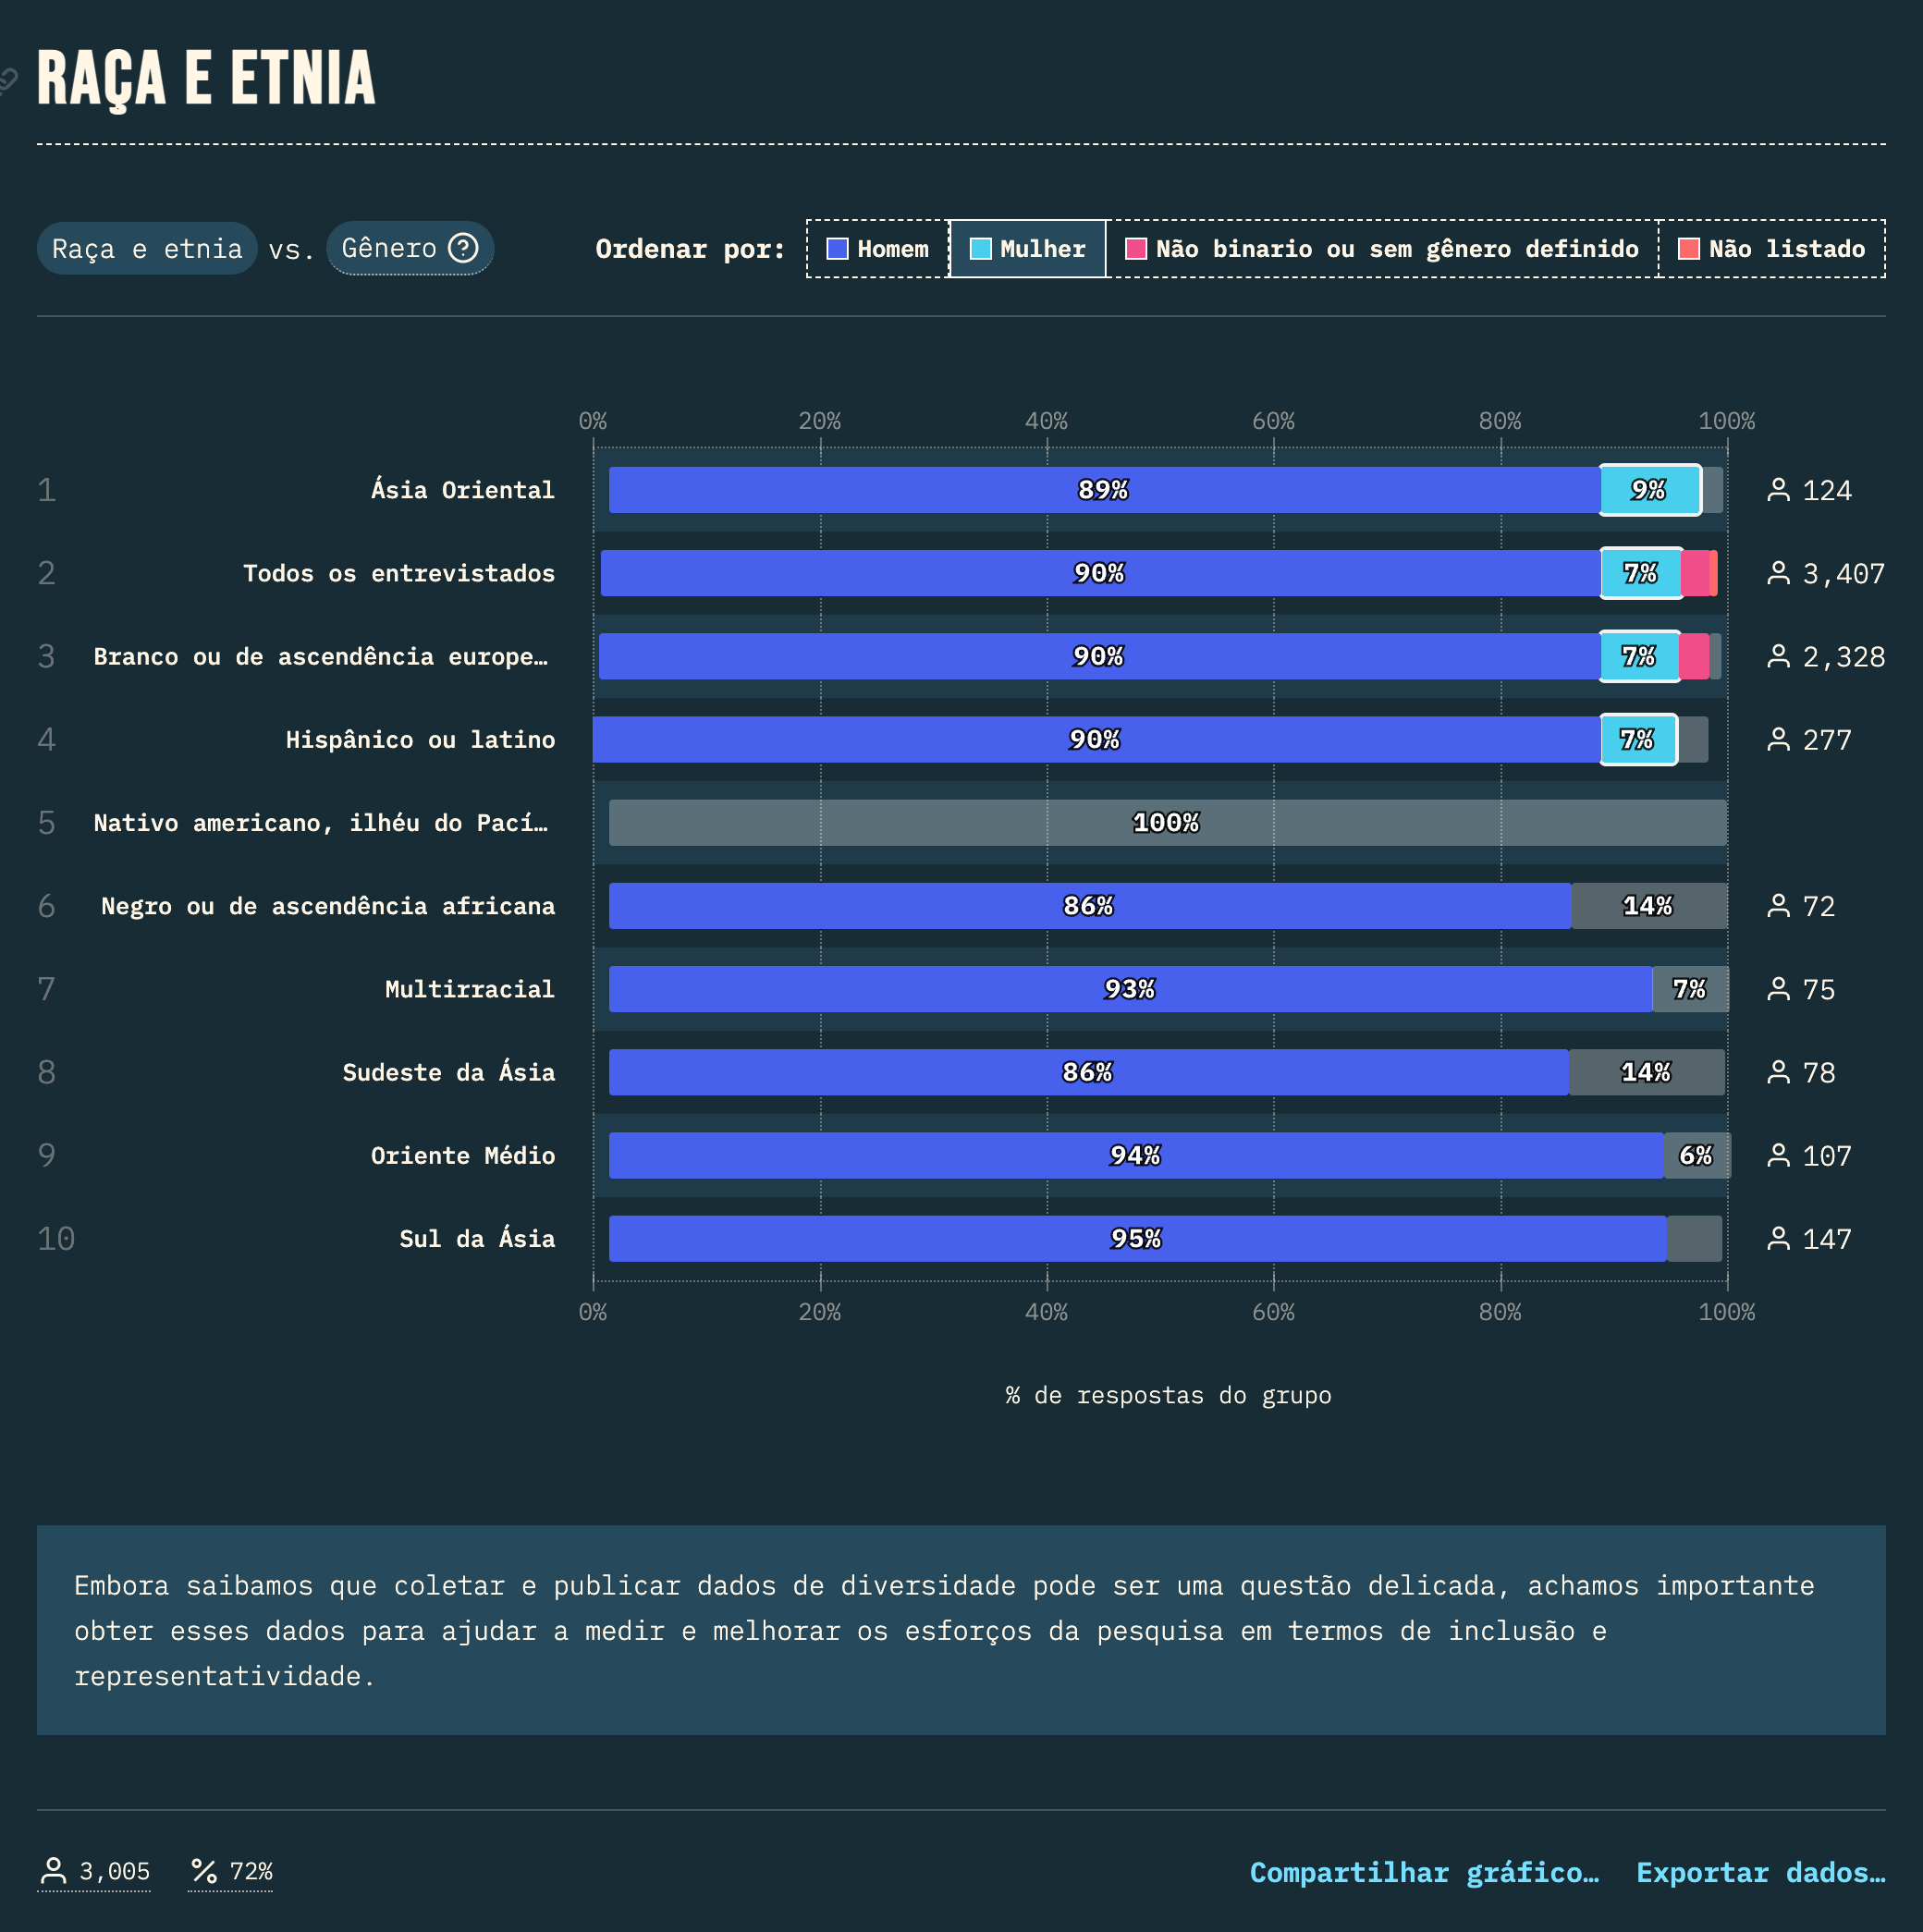 RAÇA E ETNIA
Raça e etnia vs. Gênero ?
Ordenar por: Homem Mulher Não binario ou sem gênero definido Não listado
0% 20% 40% 60% 80% 100%
1 Ásia Oriental 89% 9% 124
2 Todos os entrevistados 90% 7% 3,407
3 Branco ou de ascendência europe… 90% 7% 2,328
4 Hispânico ou latino 90% 7% 277
5 Nativo americano, ilhéu do Pací… 100%
6 Negro ou de ascendência africana 86% 14% 72
7 Multirracial 93% 7% 75
8 Sudeste da Ásia 86% 14% 78
9 Oriente Médio 94% 6% 107
10 Sul da Ásia 95% 147
0% 20% 40% 60% 80% 100%
% de respostas do grupo
Embora saibamos que coletar e publicar dados de diversidade pode ser uma questão delicada, achamos importante
obter esses dados para ajudar a medir e melhorar os esforços da pesquisa em termos de inclusão e
representatividade.
3,005 % 72% Compartilhar gráfico… Exportar dados…